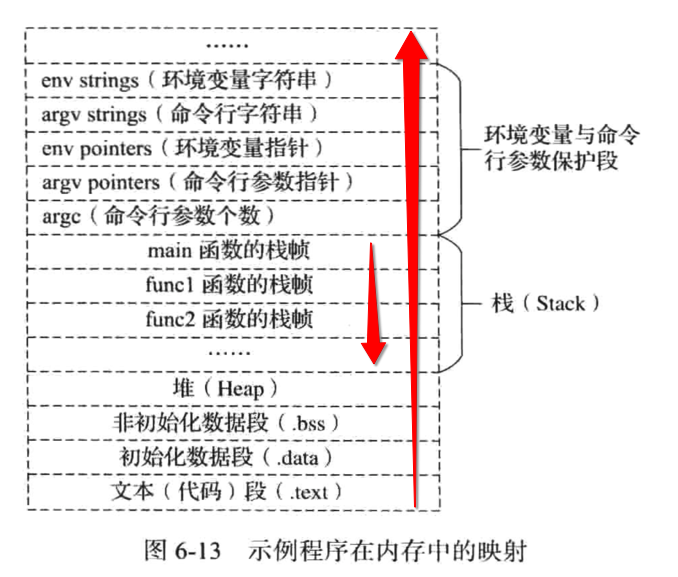 ……
env strings（环境变量字符串）
argv strings（命令行字符串）
env pointers（环境变量指针）
argv pointers（命令行参数指针）
argc（命令行参数个数）
环境变量与命令
行参数保护段
main 函数的栈帧
func1 函数的栈帧
func2 函数的栈帧
……
栈（Stack）
堆（Heap）
非初始化数据段（.bss）
初始化数据段（.data）
文本（代码）段（.text）
图 6-13 示例程序在内存中的映射